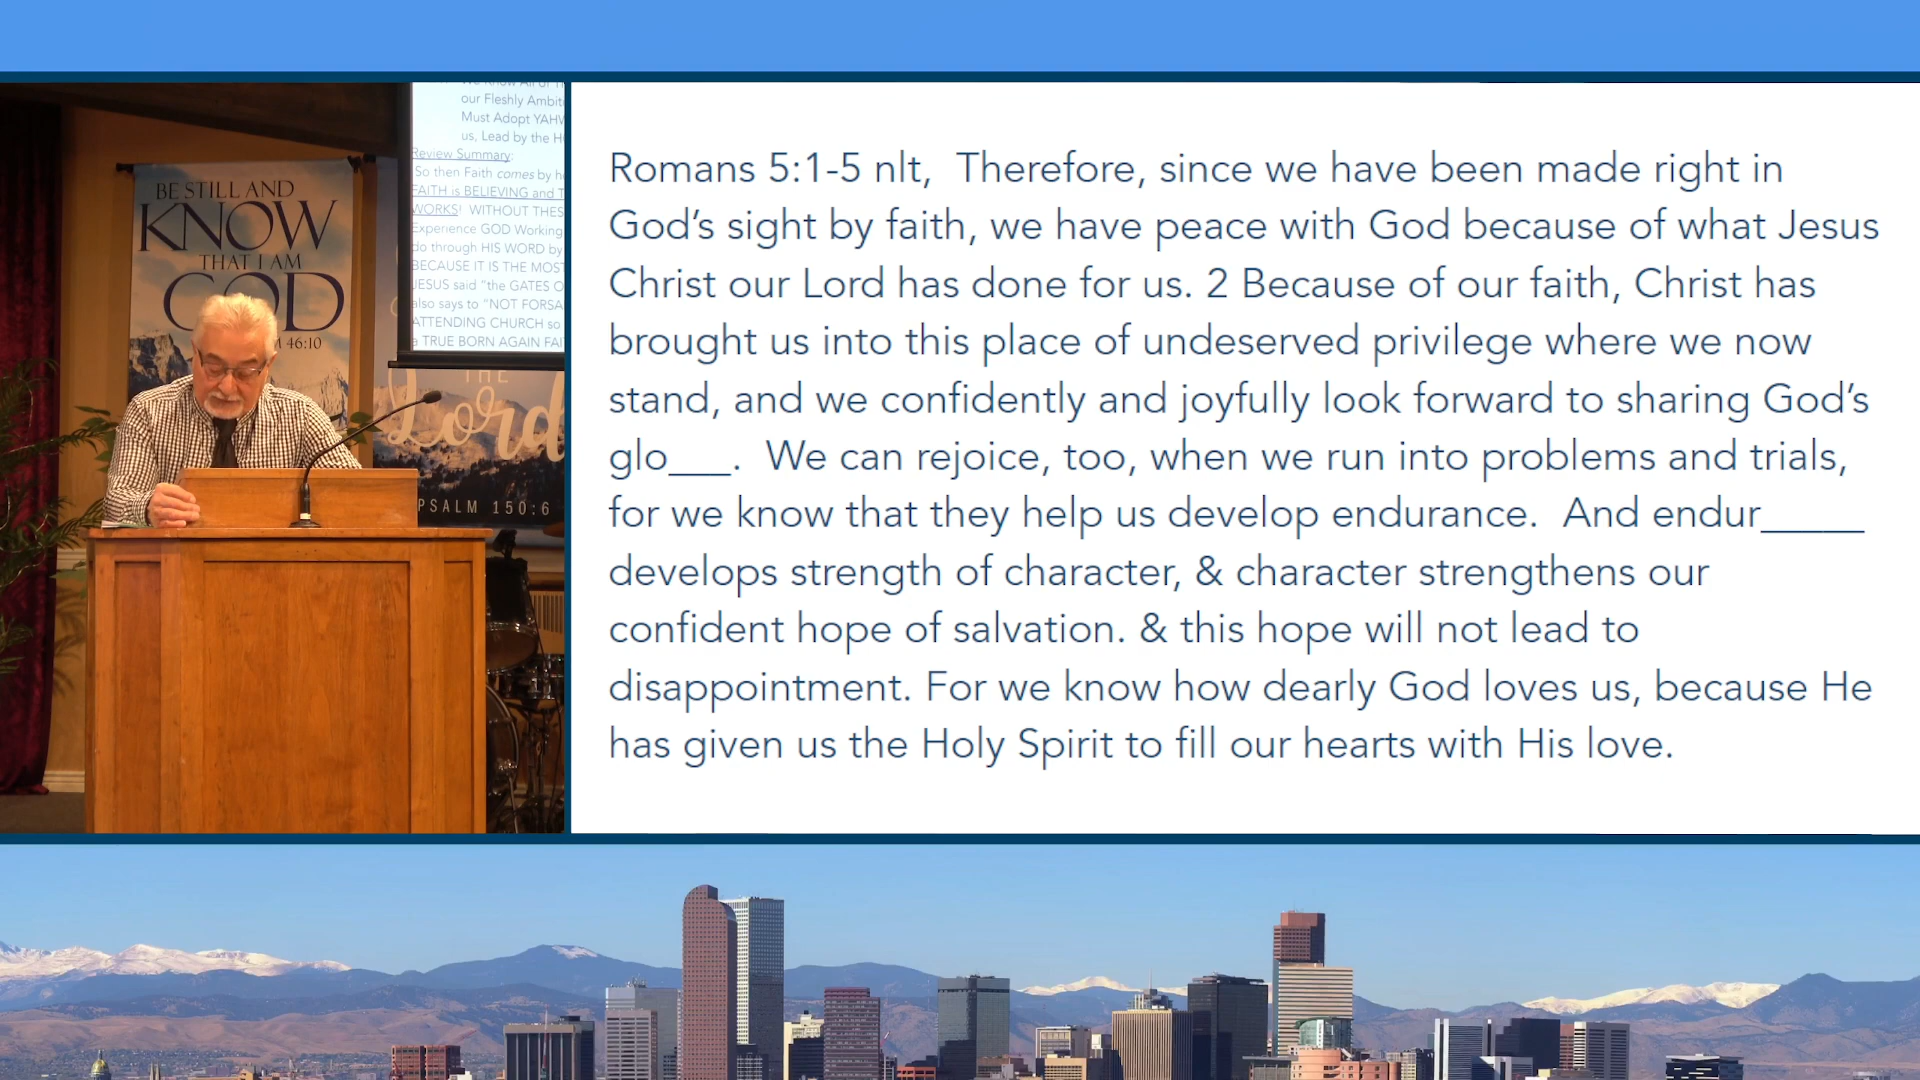 BE STILL AND
KNOW
THAT I AM
GOD
46:10
our Fleshly
Must Adopt
us, Lead by the
Review Summary:
So then Faith comes by
FAITH is BELIEVING and
WORKS! WITHOUT
Experience GOD Working
do through HIS WORD by
BECAUSE IT IS THE
JESUS said "the GATES
also says to "NOT
ATTENDING CHURCH so
a TRUE BORN AGAIN
THE
Lord
PSALM 150:6
Romans 5:1-5 nlt, Therefore, since we have been made right in
God's sight by faith, we have peace with God because of what Jesus
Christ our Lord has done for us. 2 Because of our faith, Christ has
brought us into this place of undeserved privilege where we now
stand, and we confidently and joyfully look forward to sharing God's
glo___. We can rejoice, too, when we run into problems and trials,
for we know that they help us develop endurance. And endur_____
develops strength of character, & character strengthens our
confident hope of salvation. & this hope will not lead to
disappointment. For we know how dearly God loves us, because He
has given us the Holy Spirit to fill our hearts with His love.